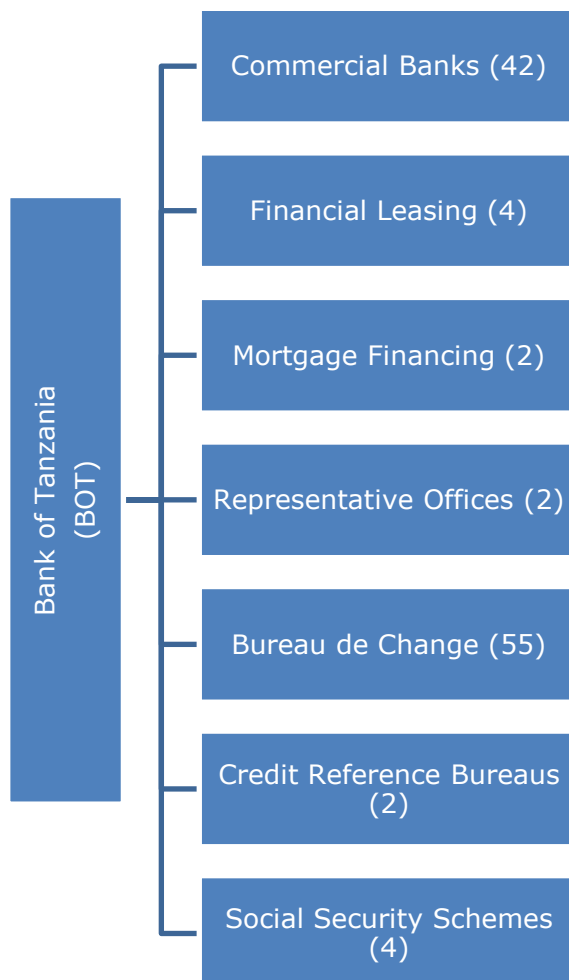 Bank of Tanzania
(BOT)
Commercial Banks (42)
Financial Leasing (4)
Mortgage Financing (2)
Representative Offices (2)
Bureau de Change (55)
Credit Reference Bureaus
(2)
Social Security Schemes
(4)